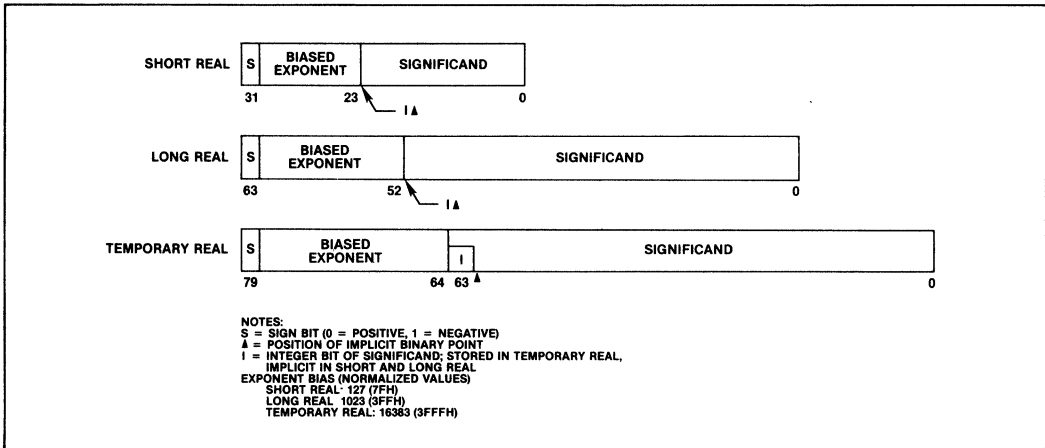 SHORT REAL S BIASED EXPONENT SIGNIFICAND
31 23 0
I▲
LONG REAL S BIASED EXPONENT SIGNIFICAND
63 52 0
I▲
TEMPORARY REAL S BIASED EXPONENT I SIGNIFICAND
79 64 63▲ 0
NOTES:
S = SIGN BIT (0 = POSITIVE, 1 = NEGATIVE)
▲ = POSITION OF IMPLICIT BINARY POINT
I = INTEGER BIT OF SIGNIFICAND; STORED IN TEMPORARY REAL,
IMPLICIT IN SHORT AND LONG REAL
EXPONENT BIAS (NORMALIZED VALUES)
SHORT REAL· 127 (7FH)
LONG REAL 1023 (3FFH)
TEMPORARY REAL: 16383 (3FFFH)